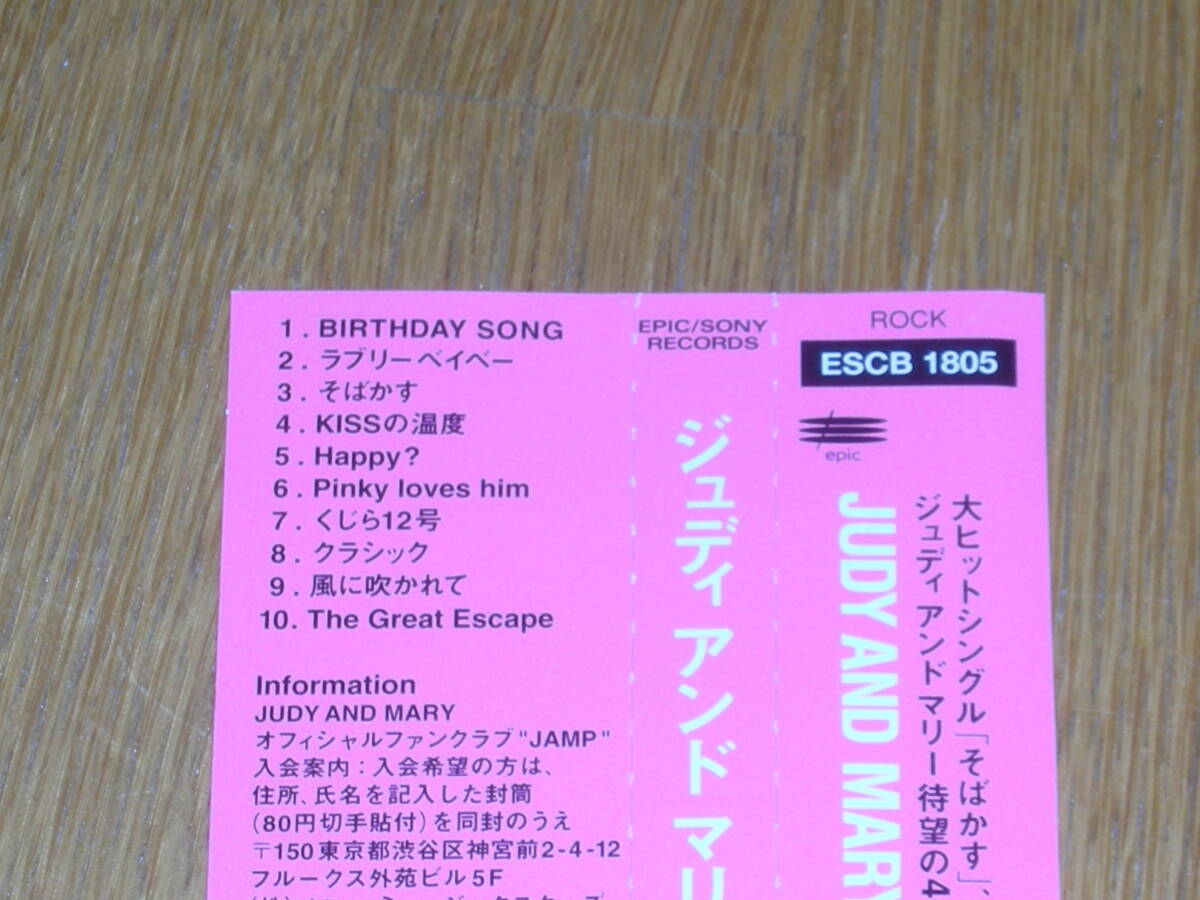 1. BIRTHDAY SONG
2. ラブリーベイベー
3. そばかす
4. KISSの温度
5. Happy?
6. Pinky loves him
7. くじら12号
8. クラシック
9. 風に吹かれて
10. The Great Escape
Information
JUDY AND MARY
オフィシャルファンクラブ"JAMP"
入会案内：入会希望の方は、
住所、氏名を記入した封筒
(80円切手貼付)を同封のうえ
〒150東京都渋谷区神宮前2-4-12
フルークス外苑ビル5F
EPIC/SONY
RECORDS
ジュディ アンド マリ
ROCK
ESCB 1805
epic
大ヒットシングル「そばかす」、
ジュディ アンド マリー 待望の4
JUDY AND MARY